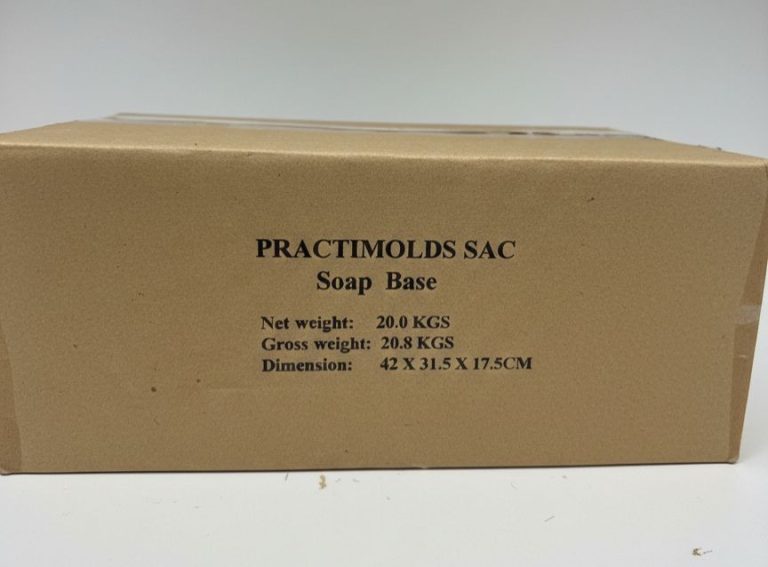 PRACTIMOLDS SAC
Soap Base
Net weight: 20.0 KGS
Gross weight: 20.8 KGS
Dimension: 42 X 31.5 X 17.5CM